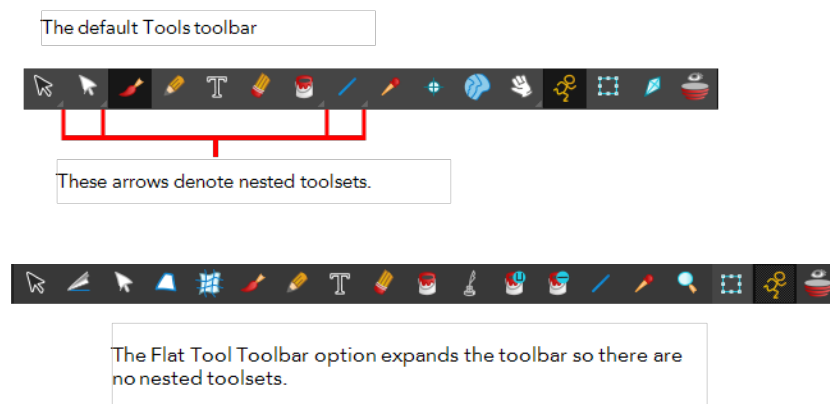 The default Tools toolbar
These arrows denote nested toolsets.
The Flat Tool Toolbar option expands the toolbar so there are
no nested toolsets.